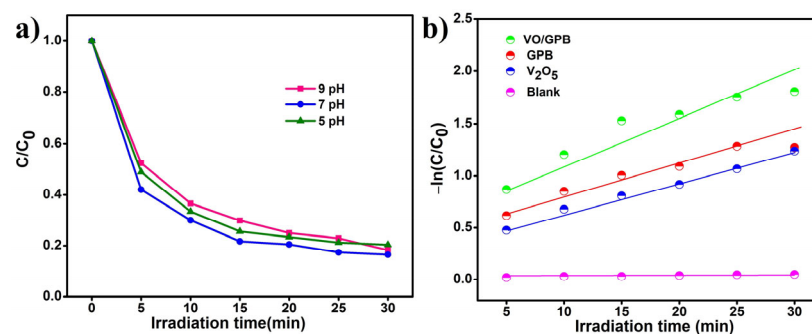 a)
C/C0
1.0
0.8
0.6
0.4
0.2
0.0
9 pH
7 pH
5 pH
0 5 10 15 20 25 30
Irradiation time(min)
b)
–ln(C/C0)
2.5
2.0
1.5
1.0
0.5
0.0
VO/GPB
GPB
V2O5
Blank
5 10 15 20 25 30
Irradiation time (min)